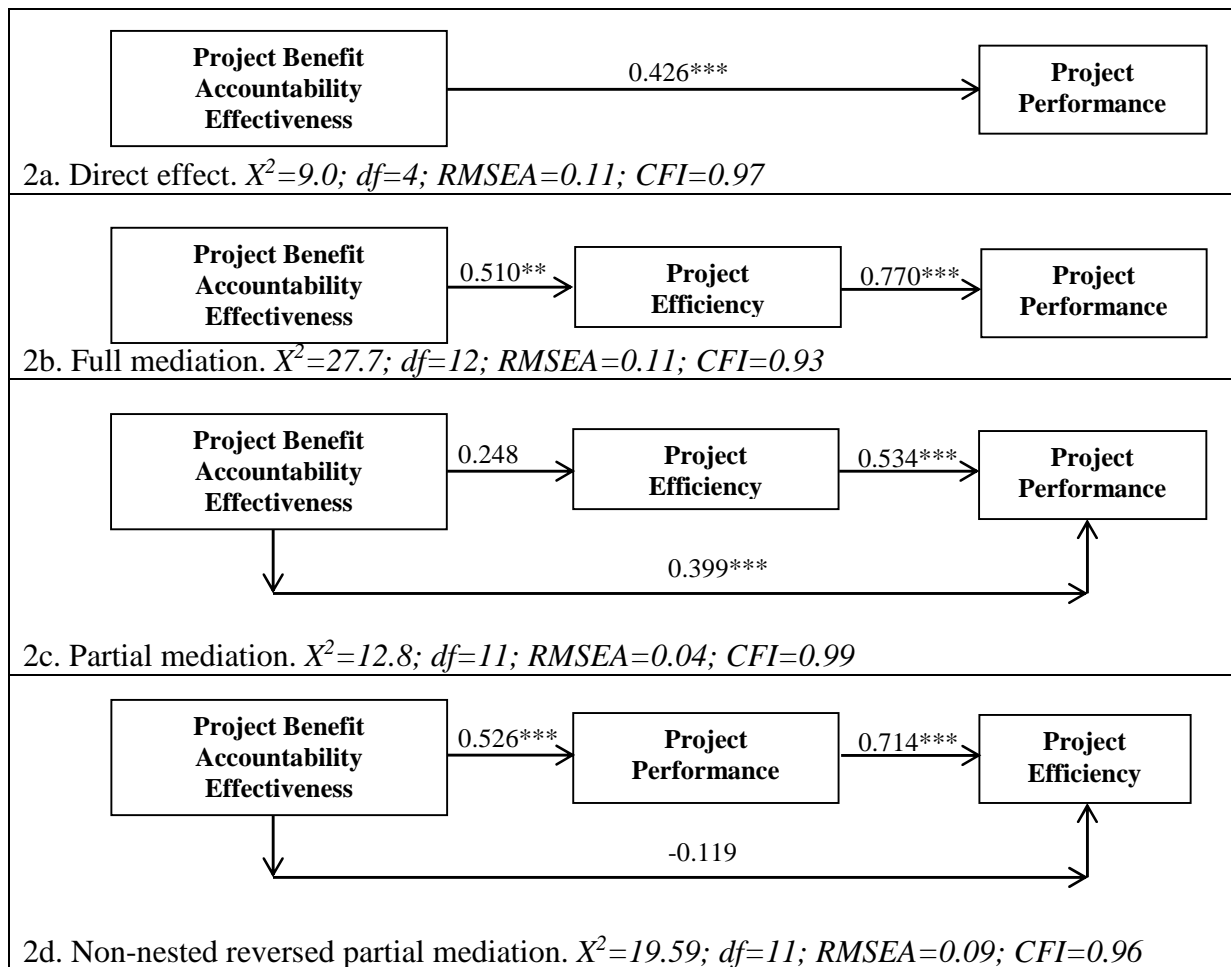 Project Benefit
Accountability
Effectiveness
0.426***
Project
Performance
2a. Direct effect. X²=9.0; df=4; RMSEA=0.11; CFI=0.97
Project Benefit
Accountability
Effectiveness
0.510**
Project
Efficiency
0.770***
Project
Performance
2b. Full mediation. X²=27.7; df=12; RMSEA=0.11; CFI=0.93
Project Benefit
Accountability
Effectiveness
0.248
Project
Efficiency
0.534***
Project
Performance
0.399***
2c. Partial mediation. X²=12.8; df=11; RMSEA=0.04; CFI=0.99
Project Benefit
Accountability
Effectiveness
0.526***
Project
Performance
0.714***
Project
Efficiency
-0.119
2d. Non-nested reversed partial mediation. X²=19.59; df=11; RMSEA=0.09; CFI=0.96